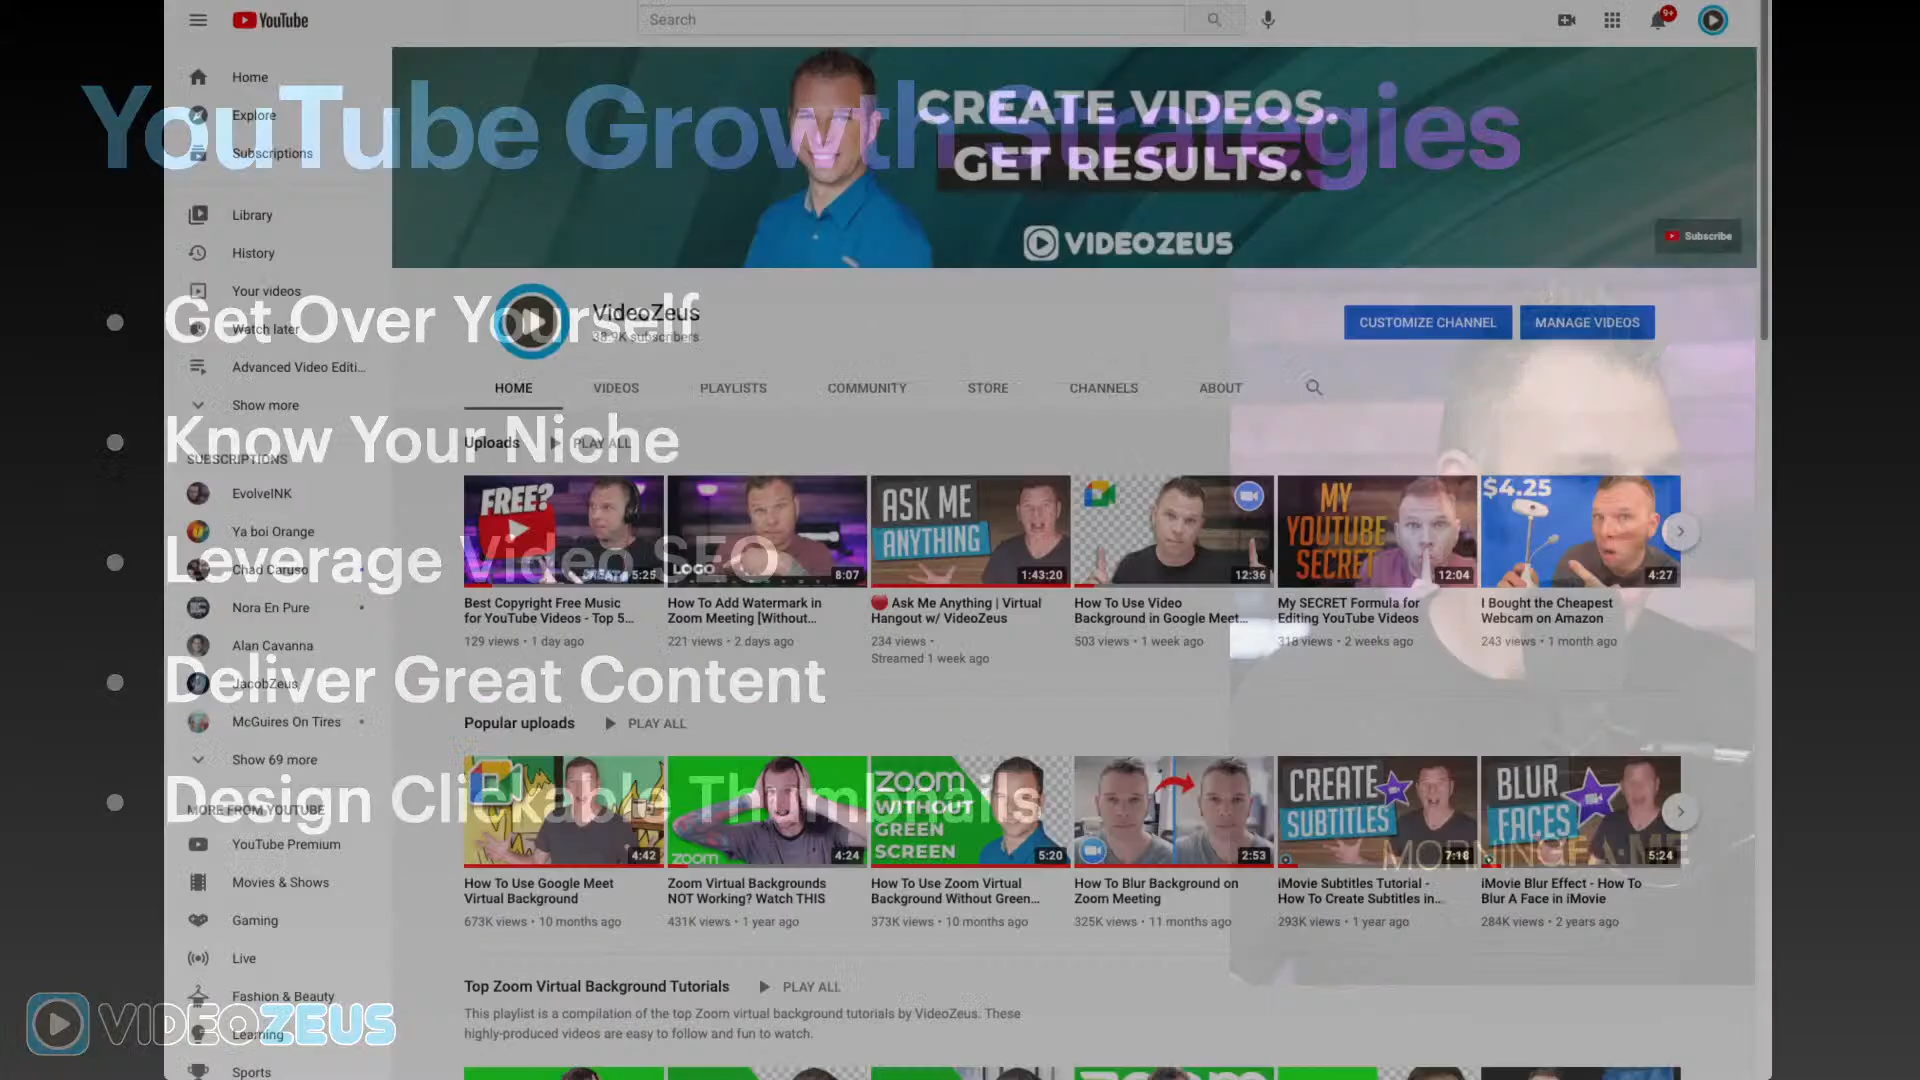 YouTube
Search
9+
Home
Explore
Subscriptions
Library
History
Your videos
Watch later
Advanced Video Editi...
Show more
SUBSCRIPTIONS
EvolveINK
Ya boi Orange
Chad Caruso
Nora En Pure
Alan Cavanna
JacobZeus
McGuires On Tires
Show 69 more
MORE FROM YOUTUBE
YouTube Premium
Movies & Shows
Gaming
Live
Fashion & Beauty
Learning
Sports
YouTube Growth Strategies
Get Over Yourself
Know Your Niche
Leverage Video SEO
Deliver Great Content
Design Clickable Thumbnails
VIDEOZEUS
CREATE VIDEOS.
GET RESULTS.
VIDEOZEUS
Subscribe
VideoZeus
38.9K subscribers
CUSTOMIZE CHANNEL
MANAGE VIDEOS
HOME
VIDEOS
PLAYLISTS
COMMUNITY
STORE
CHANNELS
ABOUT
Uploads
PLAY ALL
FREE?
5:25
Best Copyright Free Music
for YouTube Videos - Top 5...
129 views • 1 day ago
LOGO
8:07
How To Add Watermark in
Zoom Meeting [Without...
221 views • 2 days ago
ASK ME
ANYTHING
1:43:20
Ask Me Anything | Virtual
Hangout w/ VideoZeus
234 views •
Streamed 1 week ago
12:36
How To Use Video
Background in Google Meet...
503 views • 1 week ago
MY
YOUTUBE
SECRET
12:04
My SECRET Formula for
Editing YouTube Videos
318 views • 2 weeks ago
$4.25
4:27
I Bought the Cheapest
Webcam on Amazon
243 views • 1 month ago
Popular uploads
PLAY ALL
4:42
How To Use Google Meet
Virtual Background
673K views • 10 months ago
zoom
4:24
Zoom Virtual Backgrounds
NOT Working? Watch THIS
431K views • 1 year ago
zoom
WITHOUT
GREEN
SCREEN
5:20
How To Use Zoom Virtual
Background Without Green...
373K views • 10 months ago
2:53
How To Blur Background on
Zoom Meeting
325K views • 11 months ago
CREATE
SUBTITLES
7:18
iMovie Subtitles Tutorial -
How To Create Subtitles in...
293K views • 1 year ago
BLUR
FACES
5:24
iMovie Blur Effect - How To
Blur A Face in iMovie
284K views • 2 years ago
MORNINGFAME
Top Zoom Virtual Background Tutorials
PLAY ALL
This playlist is a compilation of the top Zoom virtual background tutorials by VideoZeus. These
highly-produced videos are easy to follow and fun to watch.